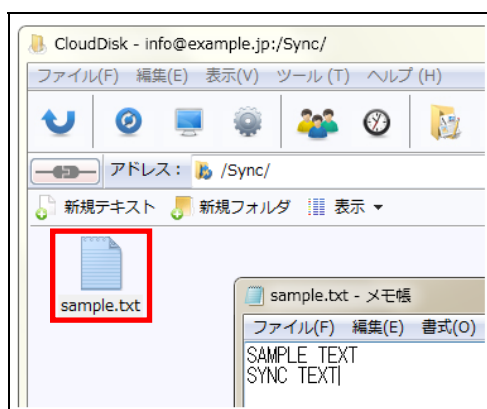 CloudDisk - info@example.jp:/Sync/
ファイル(F) 編集(E) 表示(V) ツール (T) ヘルプ (H)
アドレス: /Sync/
新規テキスト 新規フォルダ 表示
sample.txt
sample.txt - メモ帳
ファイル(F) 編集(E) 書式(O)
SAMPLE TEXT
SYNC TEXT